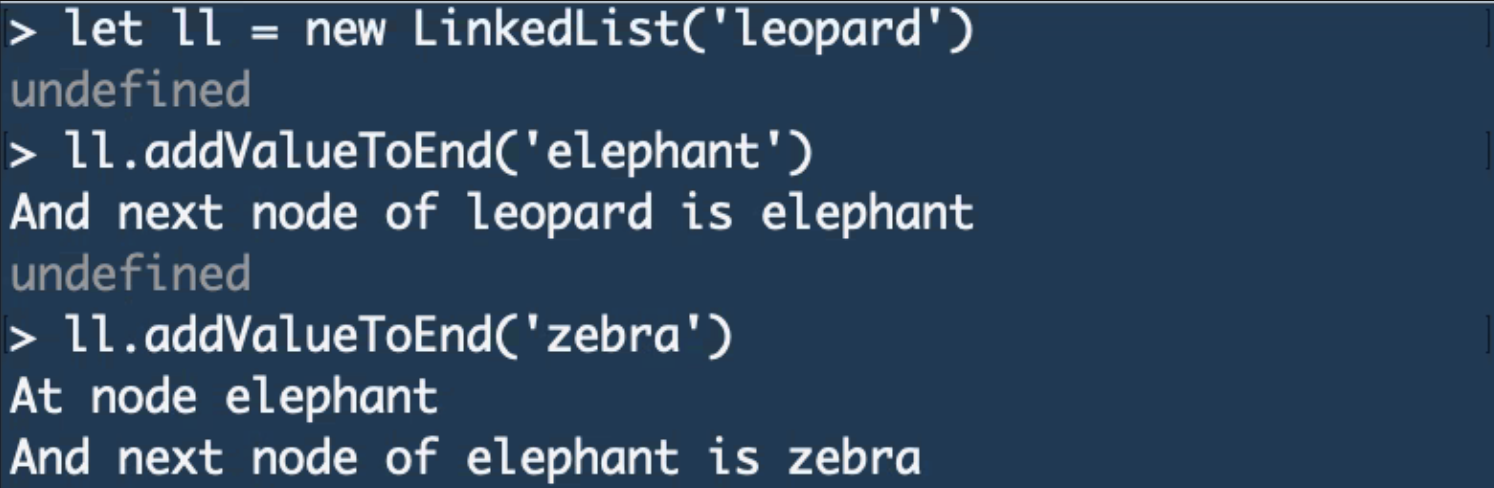 > let ll = new LinkedList('leopard')
undefined
> ll.addValueToEnd('elephant')
And next node of leopard is elephant
undefined
> ll.addValueToEnd('zebra')
At node elephant
And next node of elephant is zebra